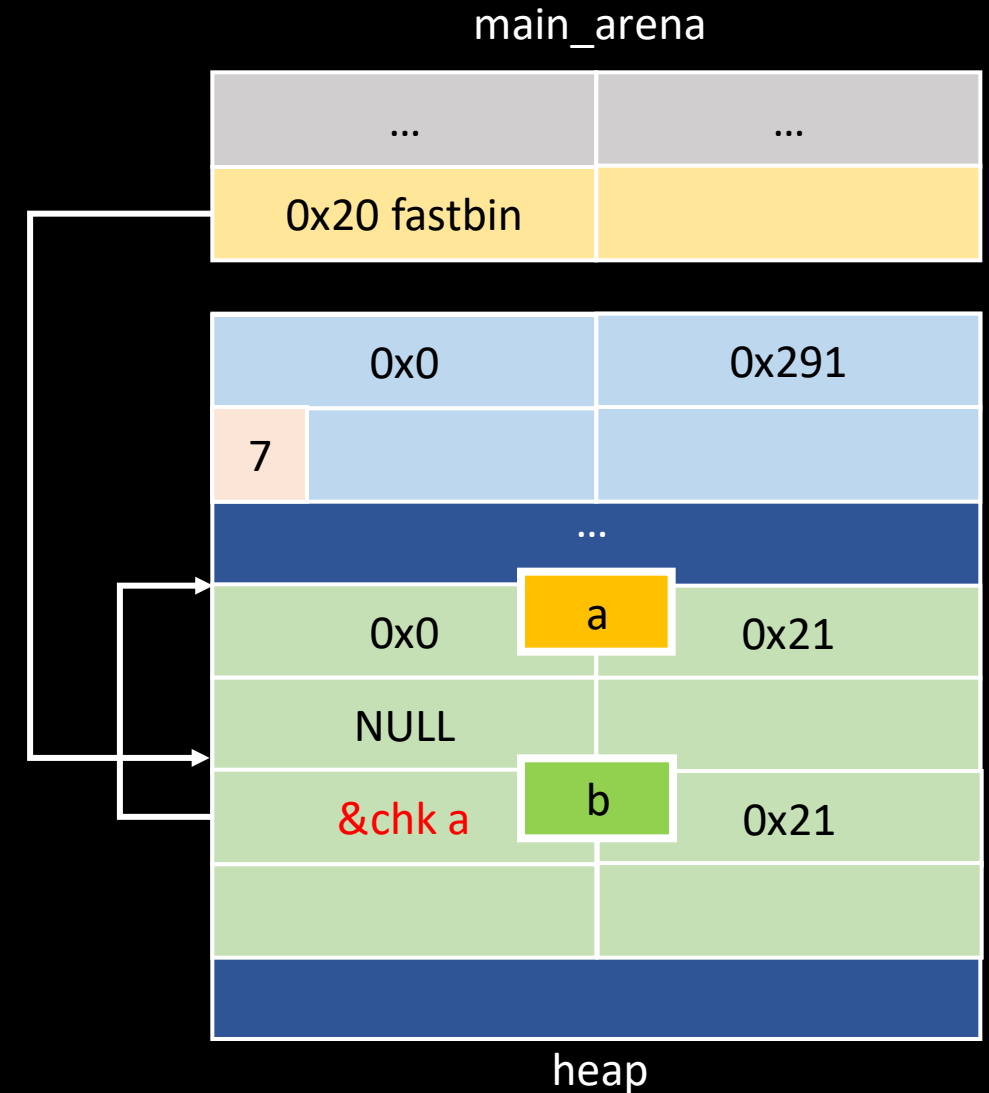 main_arena
... ...
0x20 fastbin
0x0 0x291
7
...
0x0 a 0x21
NULL
&chk a b 0x21
heap